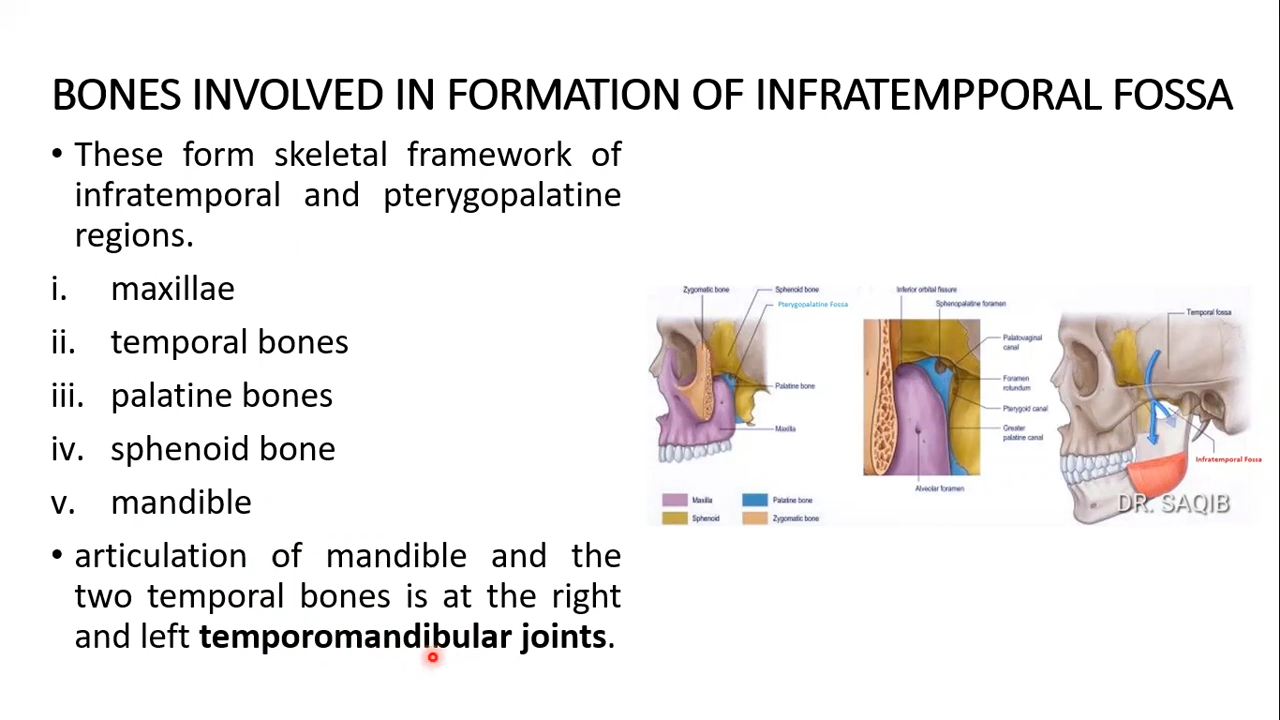 BONES INVOLVED IN FORMATION OF INFRATEMPPORAL FOSSA
• These form skeletal framework of
infratemporal and pterygopalatine
regions.
i. maxillae
ii. temporal bones
iii. palatine bones
iv. sphenoid bone
v. mandible
• articulation of mandible and the
two temporal bones is at the right
and left temporomandibular joints.
Zygomatic bone
Sphenoid bone
Pterygopalatine Fossa
Palatine bone
Maxilla
Maxilla
Palatine bone
Sphenoid
Zygomatic bone
Inferior orbital fissure
Sphenopalatine foramen
Palatovaginal
canal
Foramen
rotundum
Pterygoid canal
Greater
palatine canal
Alveolar foramen
Temporal fossa
Infratemporal Fossa
DR. SAQIB